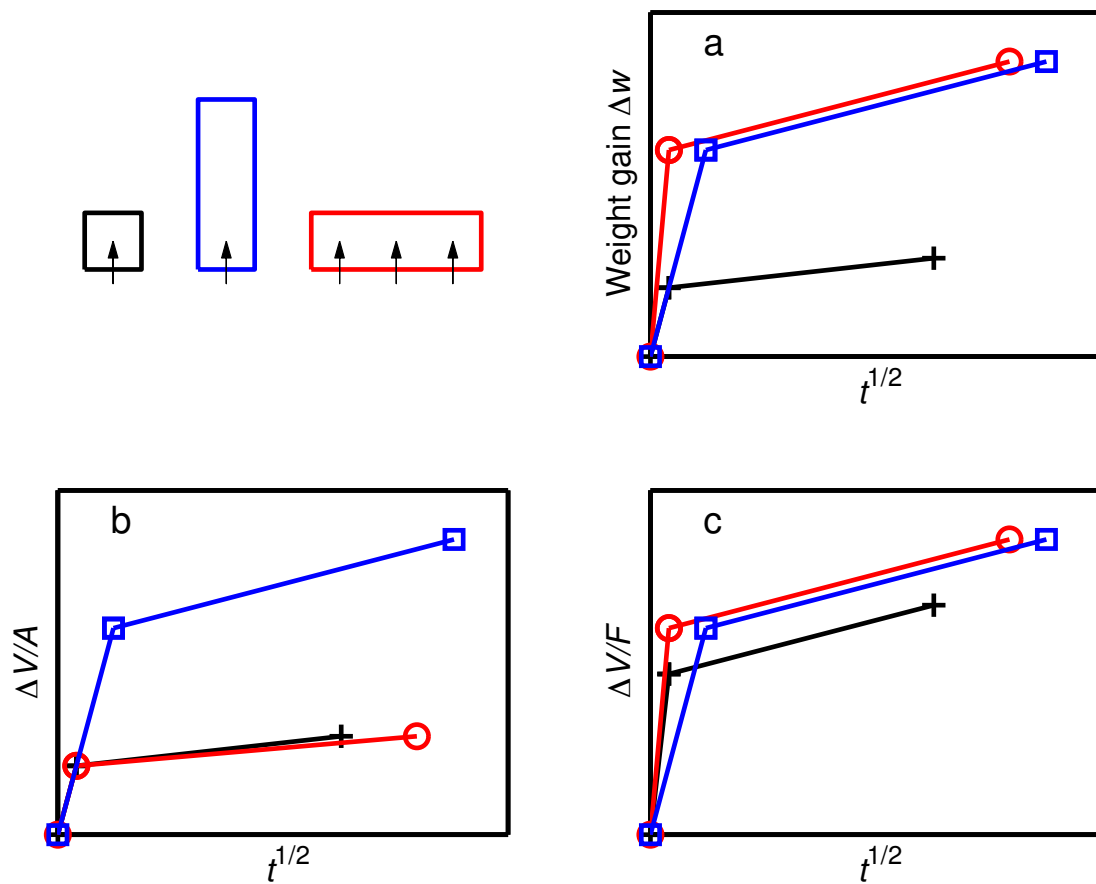 a
Weight gain Δw
t^{1/2}
b
ΔV/A
t^{1/2}
c
ΔV/F
t^{1/2}